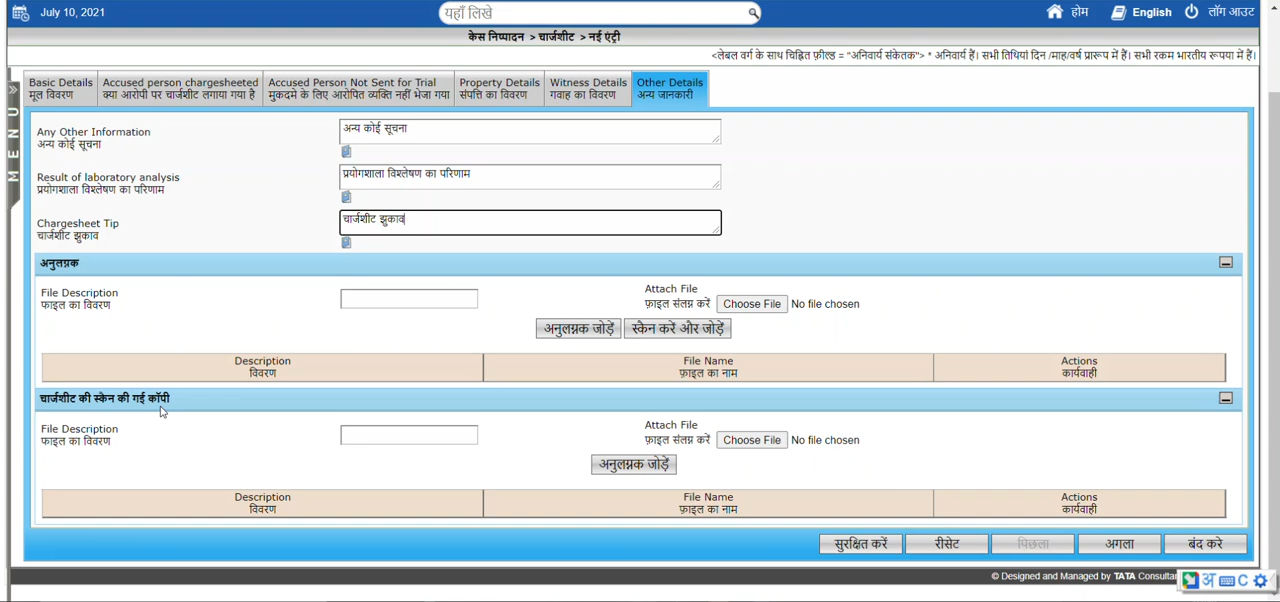 July 10, 2021
यहाँ लिखे
होम
English
लॉग आउट
केस निष्पादन > चार्जशीट > नई एंट्री
<लेबल वर्ग के साथ चिह्नित फ़ील्ड = "अनिवार्य संकेतक"> * अनिवार्य हैं। सभी तिथियां दिन /माह/वर्ष प्रारूप में हैं। सभी रकम भारतीय रूपया में हैं।
MENU
Basic Details
मूल विवरण
Accused person chargesheeted
क्या आरोपी पर चार्जशीट लगाया गया है
Accused Person Not Sent for Trial
मुकदमे के लिए आरोपित व्यक्ति नहीं भेजा गया
Property Details
संपत्ति का विवरण
Witness Details
गवाह का विवरण
Other Details
अन्य जानकारी
Any Other Information
अन्य कोई सूचना
अन्य कोई सूचना
Result of laboratory analysis
प्रयोगशाला विश्लेषण का परिणाम
प्रयोगशाला विश्लेषण का परिणाम
Chargesheet Tip
चार्जशीट झुकाव
चार्जशीट झुकाव
अनुलग्नक
File Description
फाइल का विवरण
Attach File
फ़ाइल संलग्न करें
Choose File No file chosen
अनुलग्नक जोड़ें
स्कैन करें और जोड़ें
Description
विवरण
File Name
फ़ाइल का नाम
Actions
कार्यवाही
चार्जशीट की स्केन की गई कॉपी
File Description
फाइल का विवरण
Attach File
फ़ाइल संलग्न करें
Choose File No file chosen
अनुलग्नक जोड़ें
Description
विवरण
File Name
फ़ाइल का नाम
Actions
कार्यवाही
सुरक्षित करें
रीसेट
पिछला
अगला
बंद करे
© Designed and Managed by TATA Consultan
अ
C